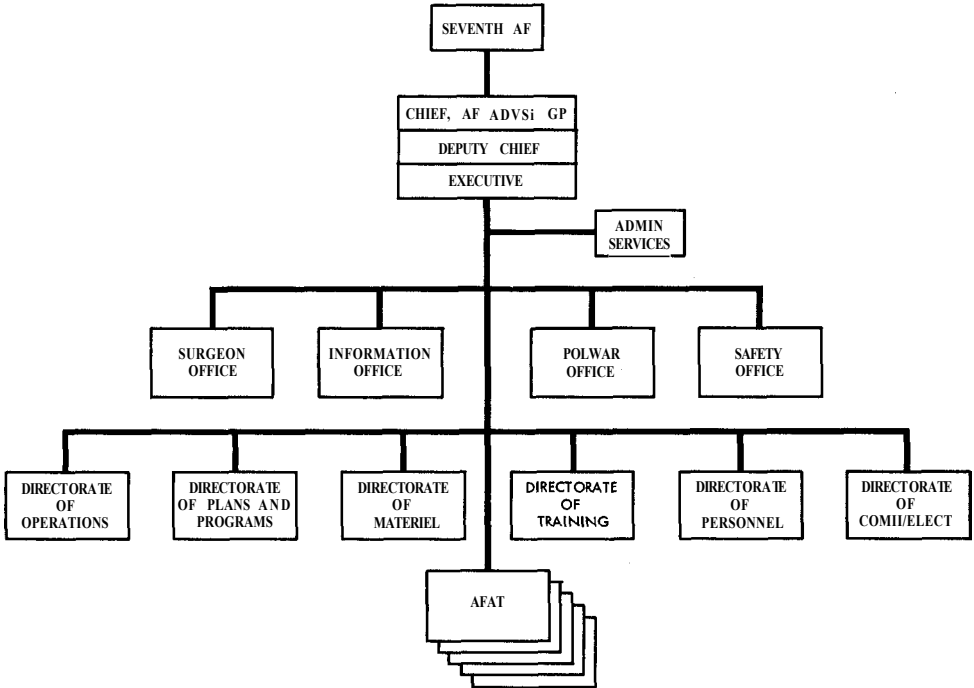 SEVENTH AF
CHIEF, AF ADVSi GP
DEPUTY CHIEF
EXECUTIVE
ADMIN
SERVICES
SURGEON
OFFICE
INFORMATION
OFFICE
POLWAR
OFFICE
SAFETY
OFFICE
DIRECTORATE
OF
OPERATIONS
DIRECTORATE
OF PLANS AND
PROGRAMS
DIRECTORATE
OF
MATERIEL
DIRECTORATE
OF
TRAINING
DIRECTORATE
OF
PERSONNEL
DIRECTORATE
OF
COMII/ELECT
AFAT